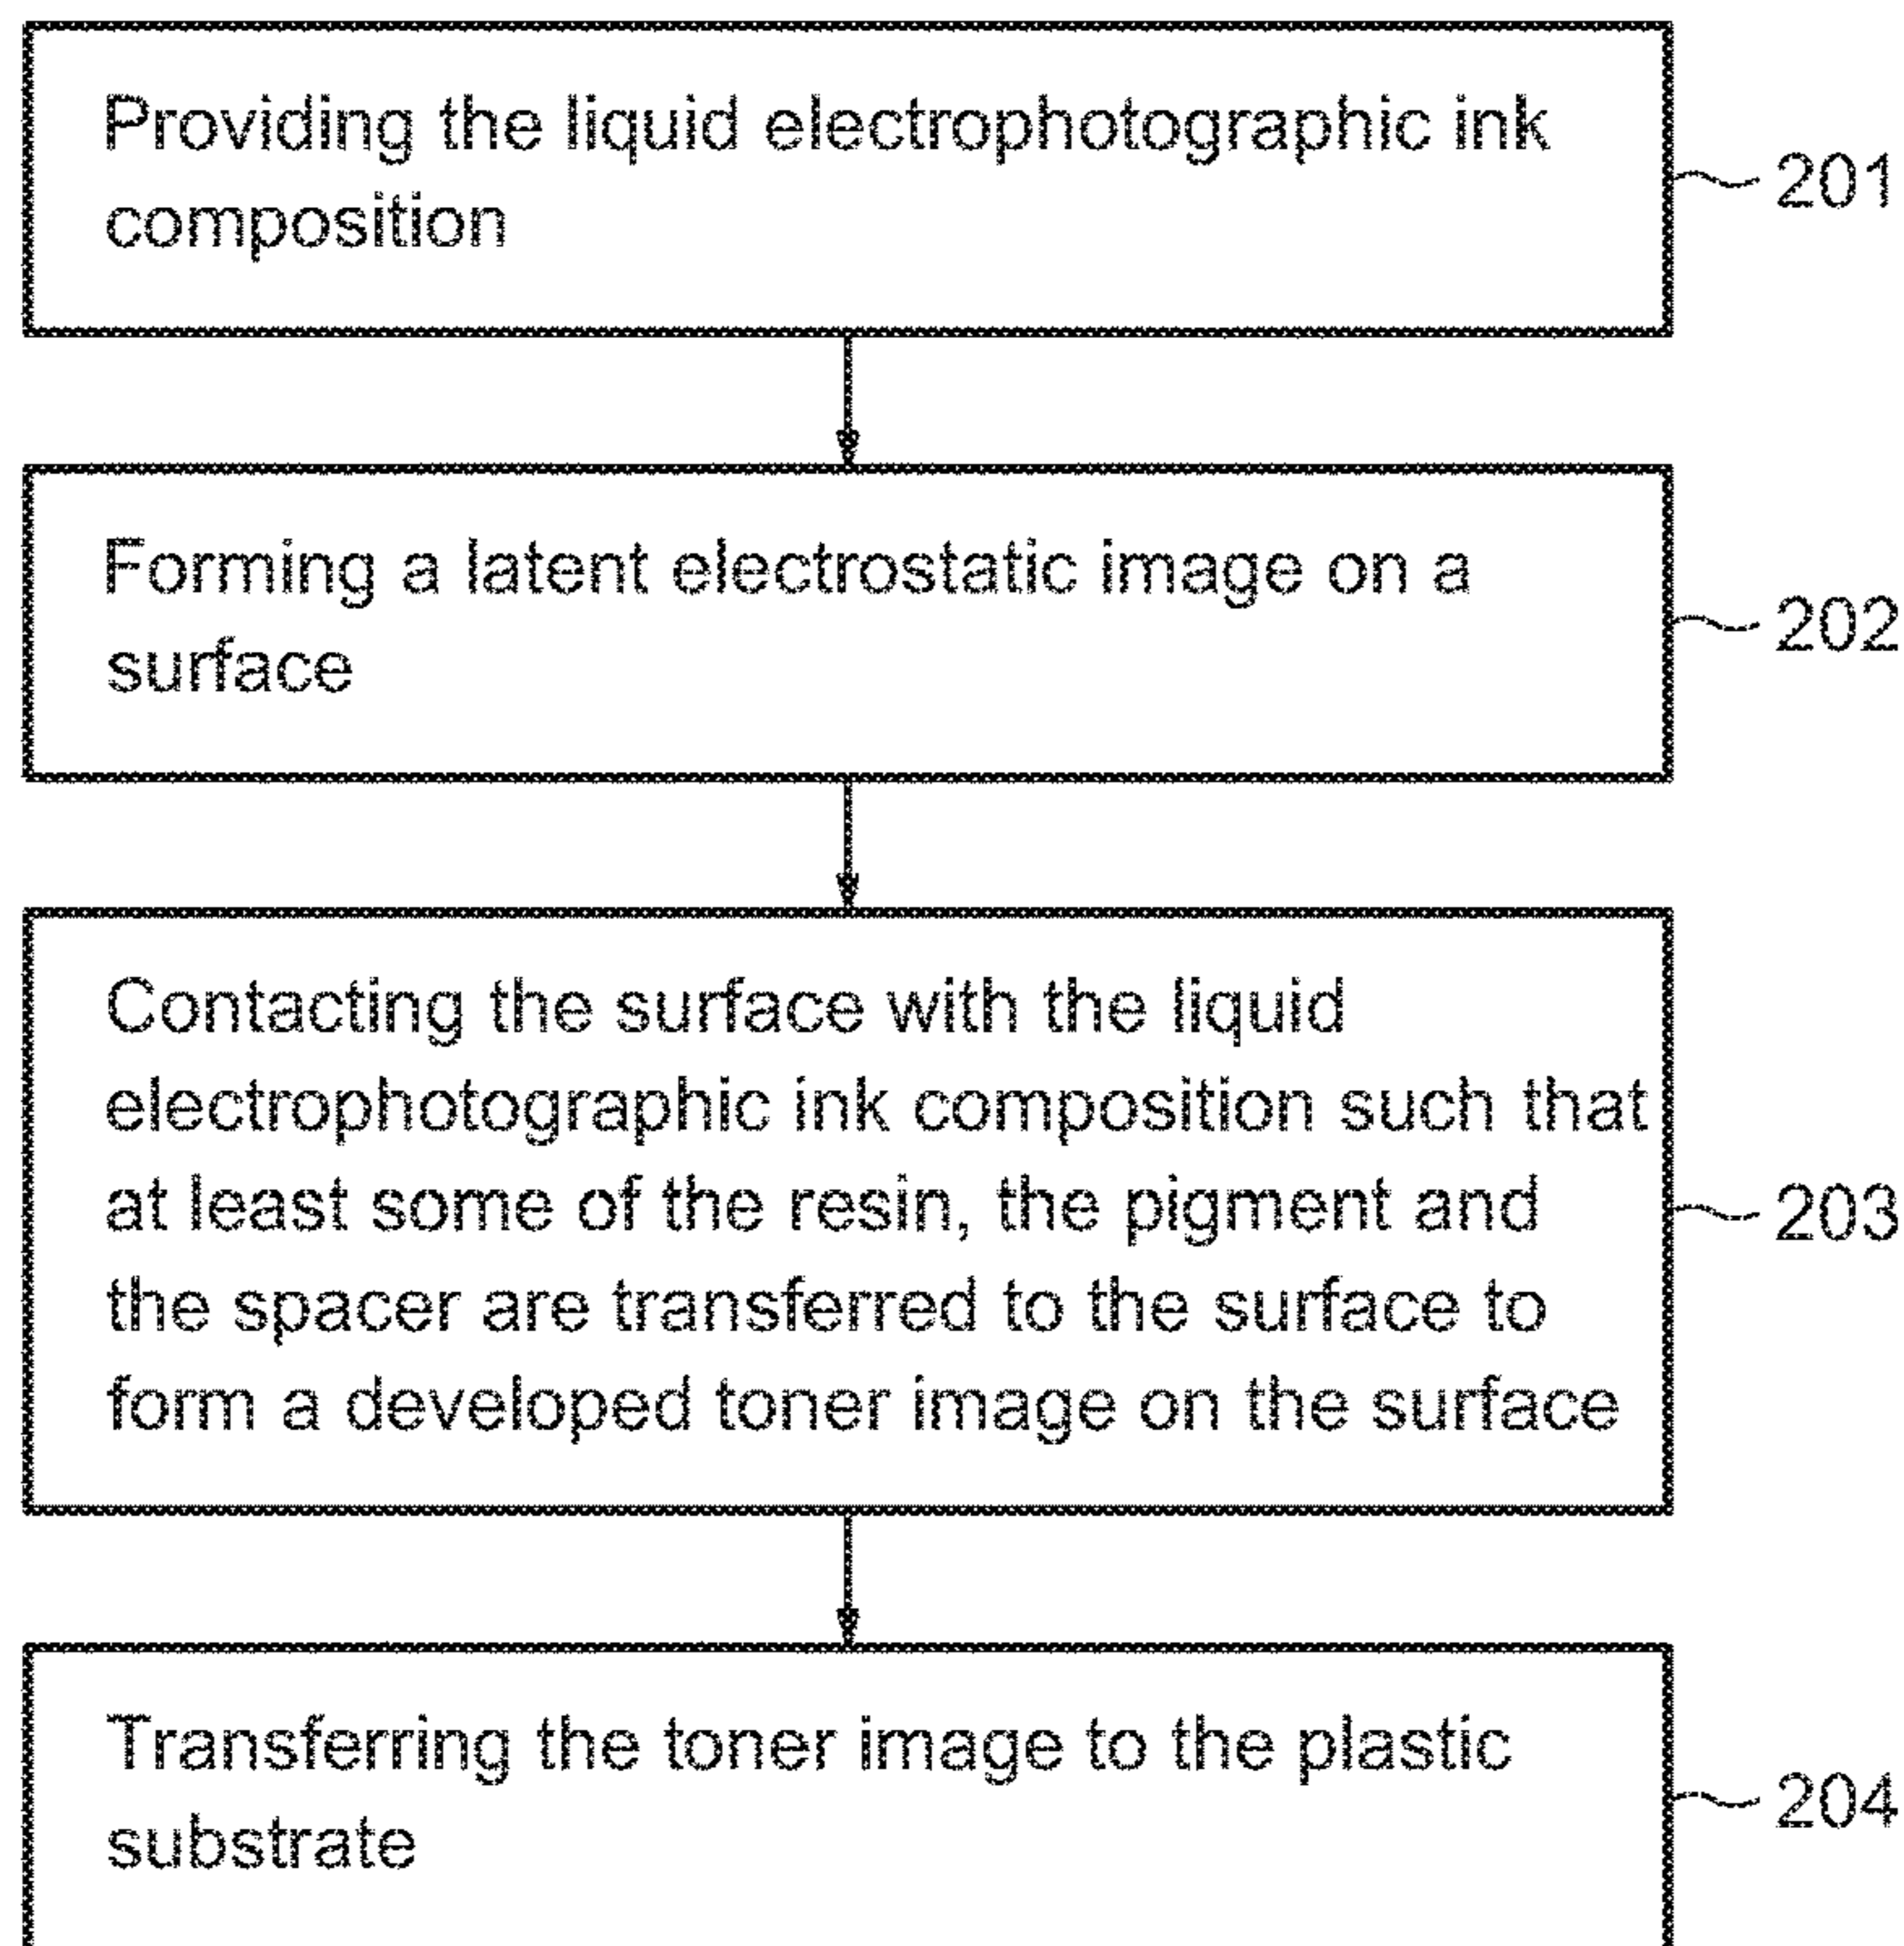 Providing the liquid electrophotographic ink
composition
201
Forming a latent electrostatic image on a
surface
202
Contacting the surface with the liquid
electrophotographic ink composition such that
at least some of the resin, the pigment and
the spacer are transferred to the surface to
form a developed toner image on the surface
203
Transferring the toner image to the plastic
substrate
204